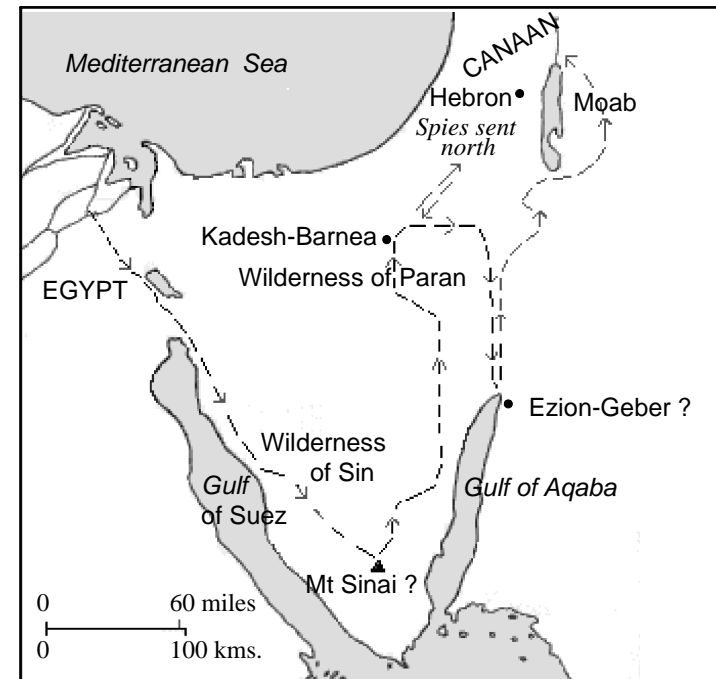 Mediterranean Sea
CANAAN
Hebron
Moab
Spies sent
north
Kadesh-Barnea
Wilderness of Paran
EGYPT
Ezion-Geber ?
Wilderness
of Sin
Gulf
of Suez
Gulf of Aqaba
Mt Sinai ?
0 60 miles
0 100 kms.